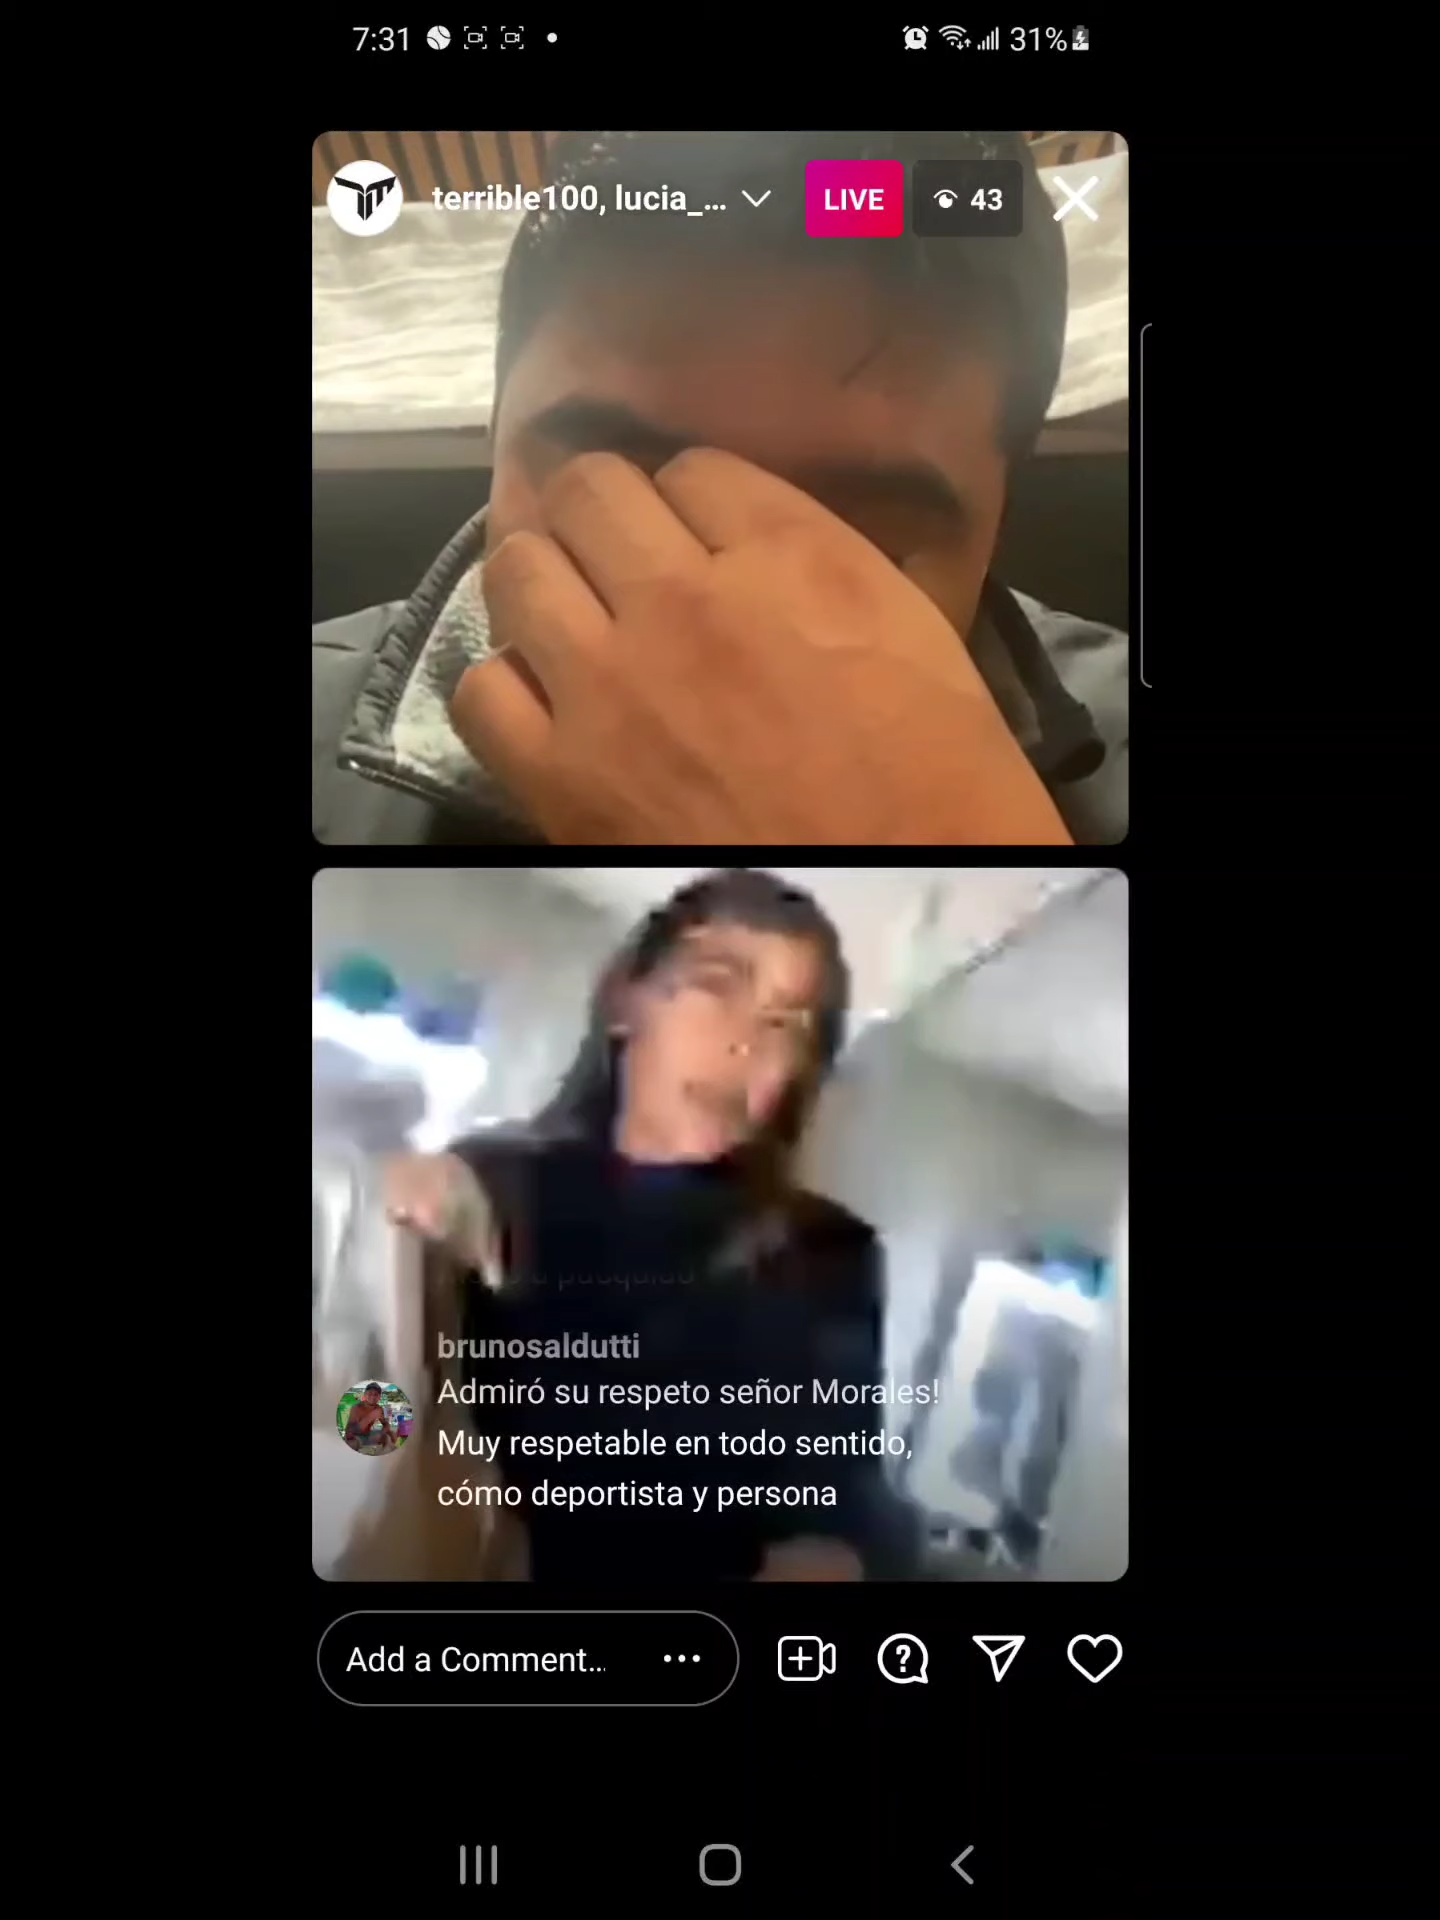 7:31
31%
terrible100, lucia_...
LIVE
43
brunosaldutti
Admiró su respeto señor Morales!
Muy respetable en todo sentido,
cómo deportista y persona
Add a Comment...